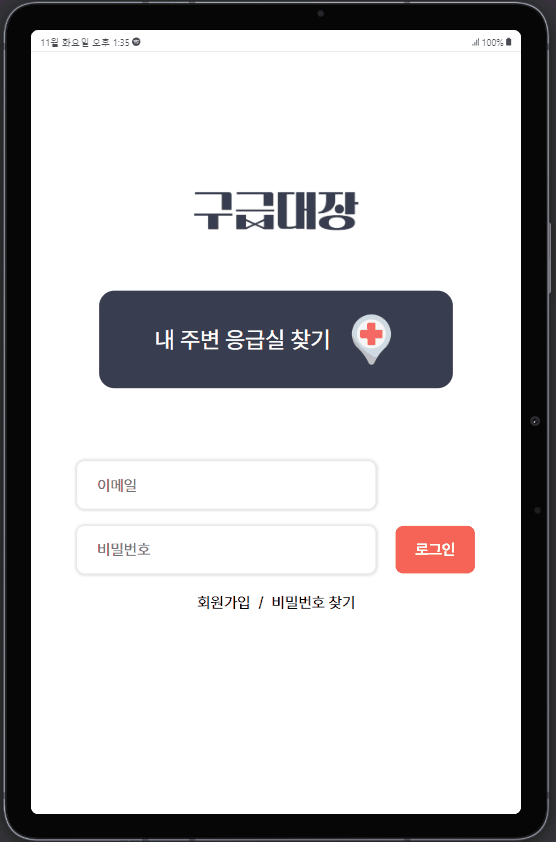 11월 화요일 오후 1:35
100%
구급대장
내 주변 응급실 찾기
이메일
비밀번호
로그인
회원가입 / 비밀번호 찾기